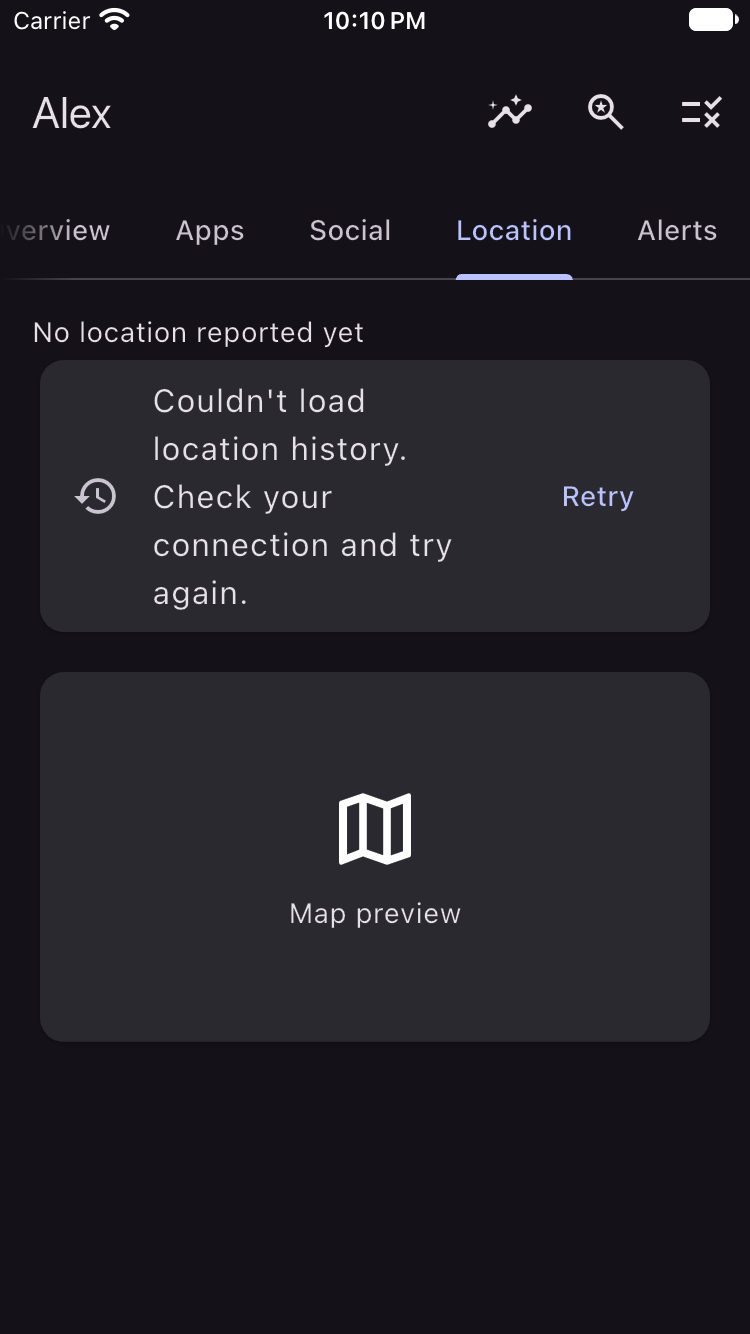 Carrier 10:10 PM
Alex
verview Apps Social Location Alerts
No location reported yet
Couldn't load
location history.
Check your
connection and try
again.
Retry
Map preview